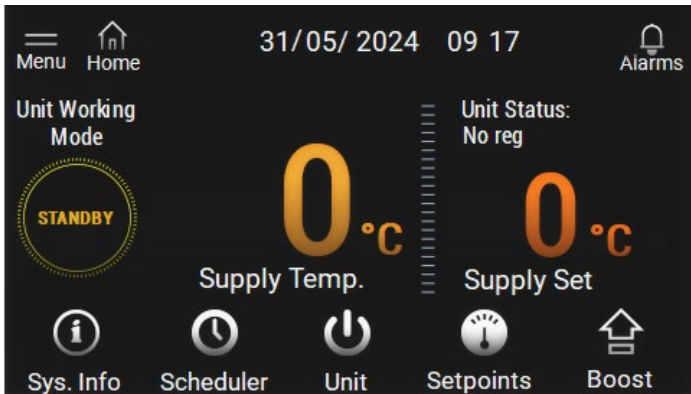 Menu
Home
31/05/2024 09 17
Alarms
Unit Working
Mode
STANDBY
0 °C
Supply Temp.
Unit Status:
No reg
0 °C
Supply Set
Sys. Info
Scheduler
Unit
Setpoints
Boost